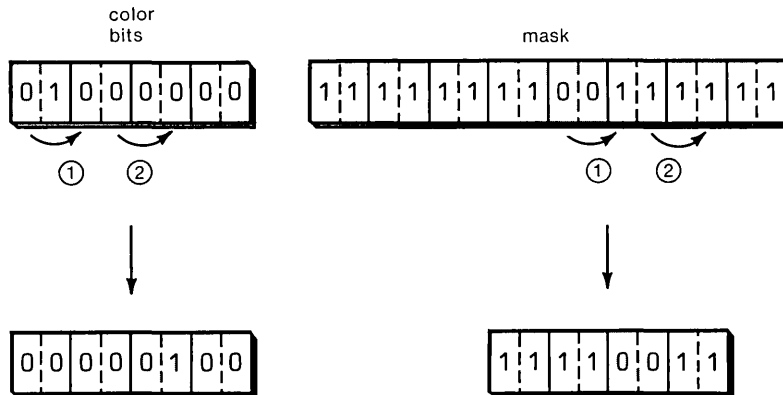 color
bits
mask
0 1 0 0 0 0 0 0
1 1 1 1 1 1 1 1 0 0 1 1 1 1 1 1
① ② ① ②
0 0 0 0 0 1 0 0
1 1 1 1 0 0 1 1